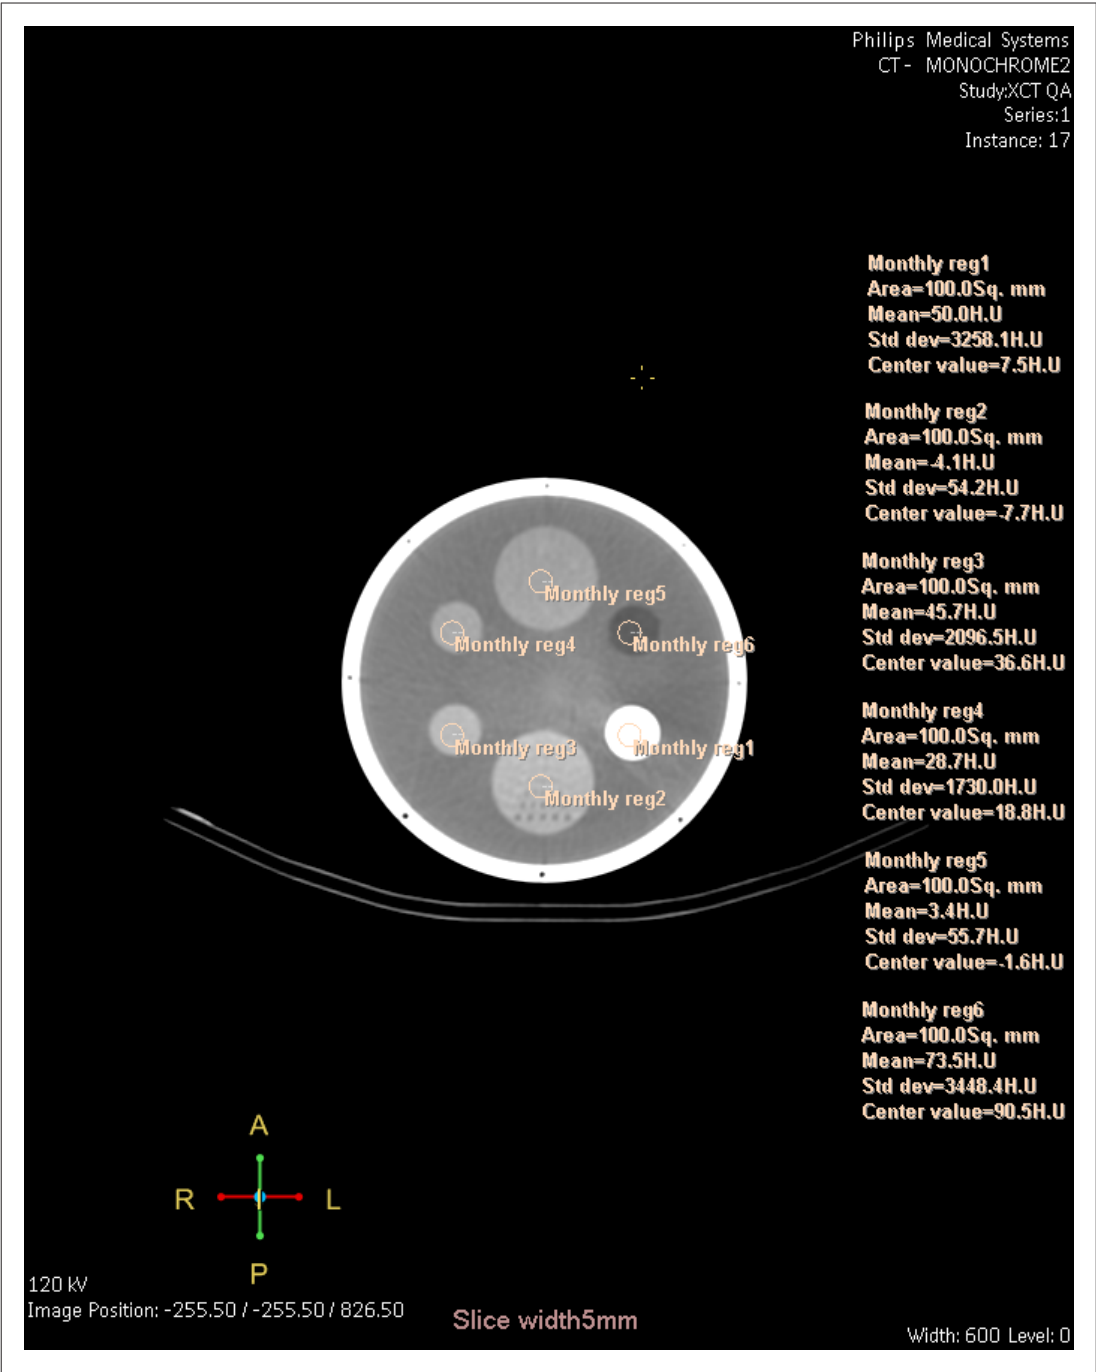 Philips Medical Systems
CT - MONOCHROME2
Study:XCT QA
Series:1
Instance: 17
Monthly reg1
Area=100.0Sq. mm
Mean=50.0H.U
Std dev=3258.1H.U
Center value=7.5H.U
Monthly reg2
Area=100.0Sq. mm
Mean=-4.1H.U
Std dev=54.2H.U
Center value=-7.7H.U
Monthly reg3
Area=100.0Sq. mm
Mean=45.7H.U
Std dev=2096.5H.U
Center value=36.6H.U
Monthly reg4
Area=100.0Sq. mm
Mean=28.7H.U
Std dev=1730.0H.U
Center value=18.8H.U
Monthly reg5
Area=100.0Sq. mm
Mean=3.4H.U
Std dev=55.7H.U
Center value=-1.6H.U
Monthly reg6
Area=100.0Sq. mm
Mean=73.5H.U
Std dev=3448.4H.U
Center value=90.5H.U
Monthly reg5
Monthly reg4
Monthly reg6
Monthly reg3
Monthly reg1
Monthly reg2
A
R
I
L
P
120 kV
Image Position: -255.50 / -255.50 / 826.50
Slice width5mm
Width: 600 Level: 0